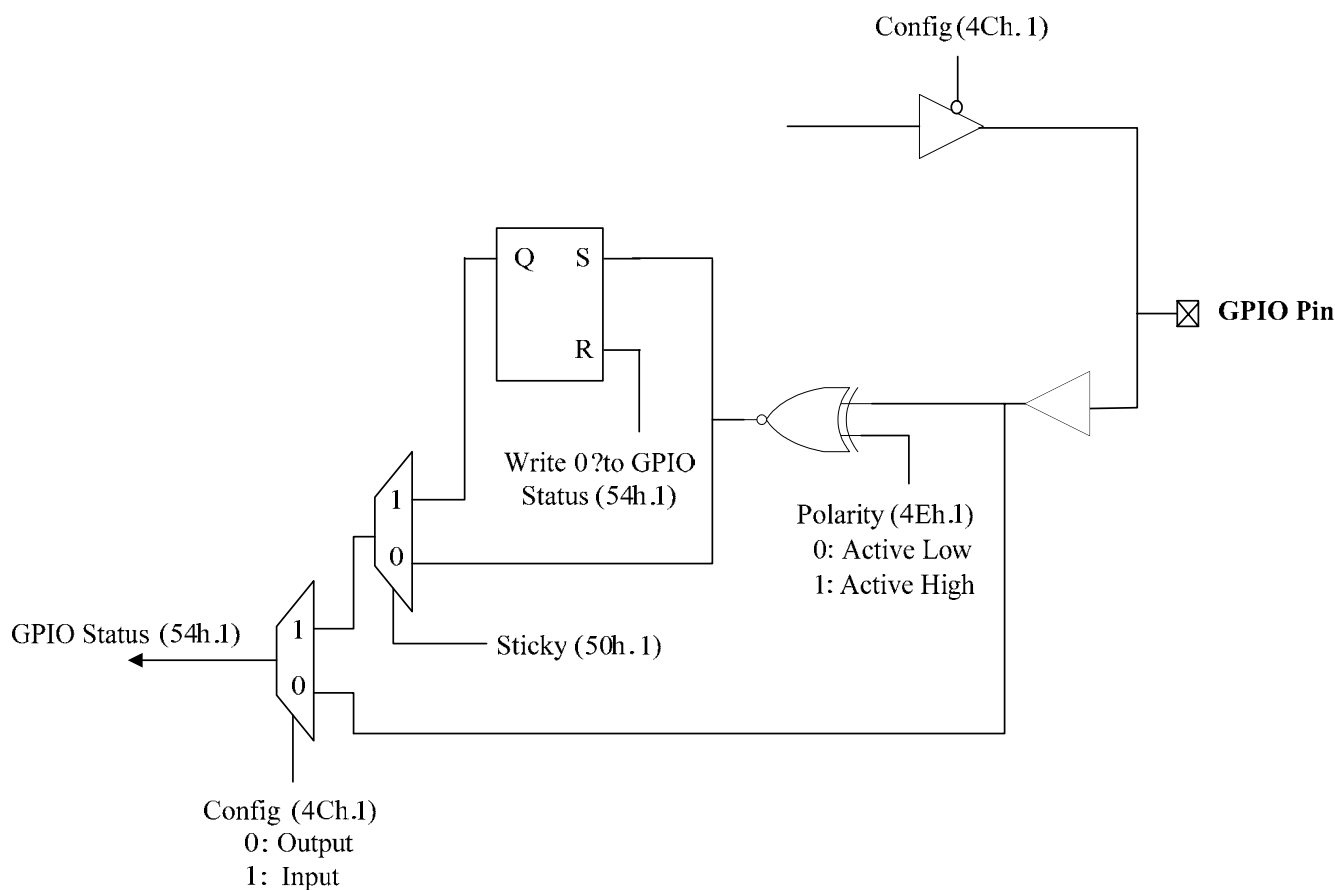 Config (4Ch.1)
Q S
R
GPIO Pin
Write 0?to GPIO
Status (54h.1)
1
0
Polarity (4Eh.1)
0: Active Low
1: Active High
GPIO Status (54h.1)
1
0
Sticky (50h.1)
Config (4Ch.1)
0: Output
1: Input